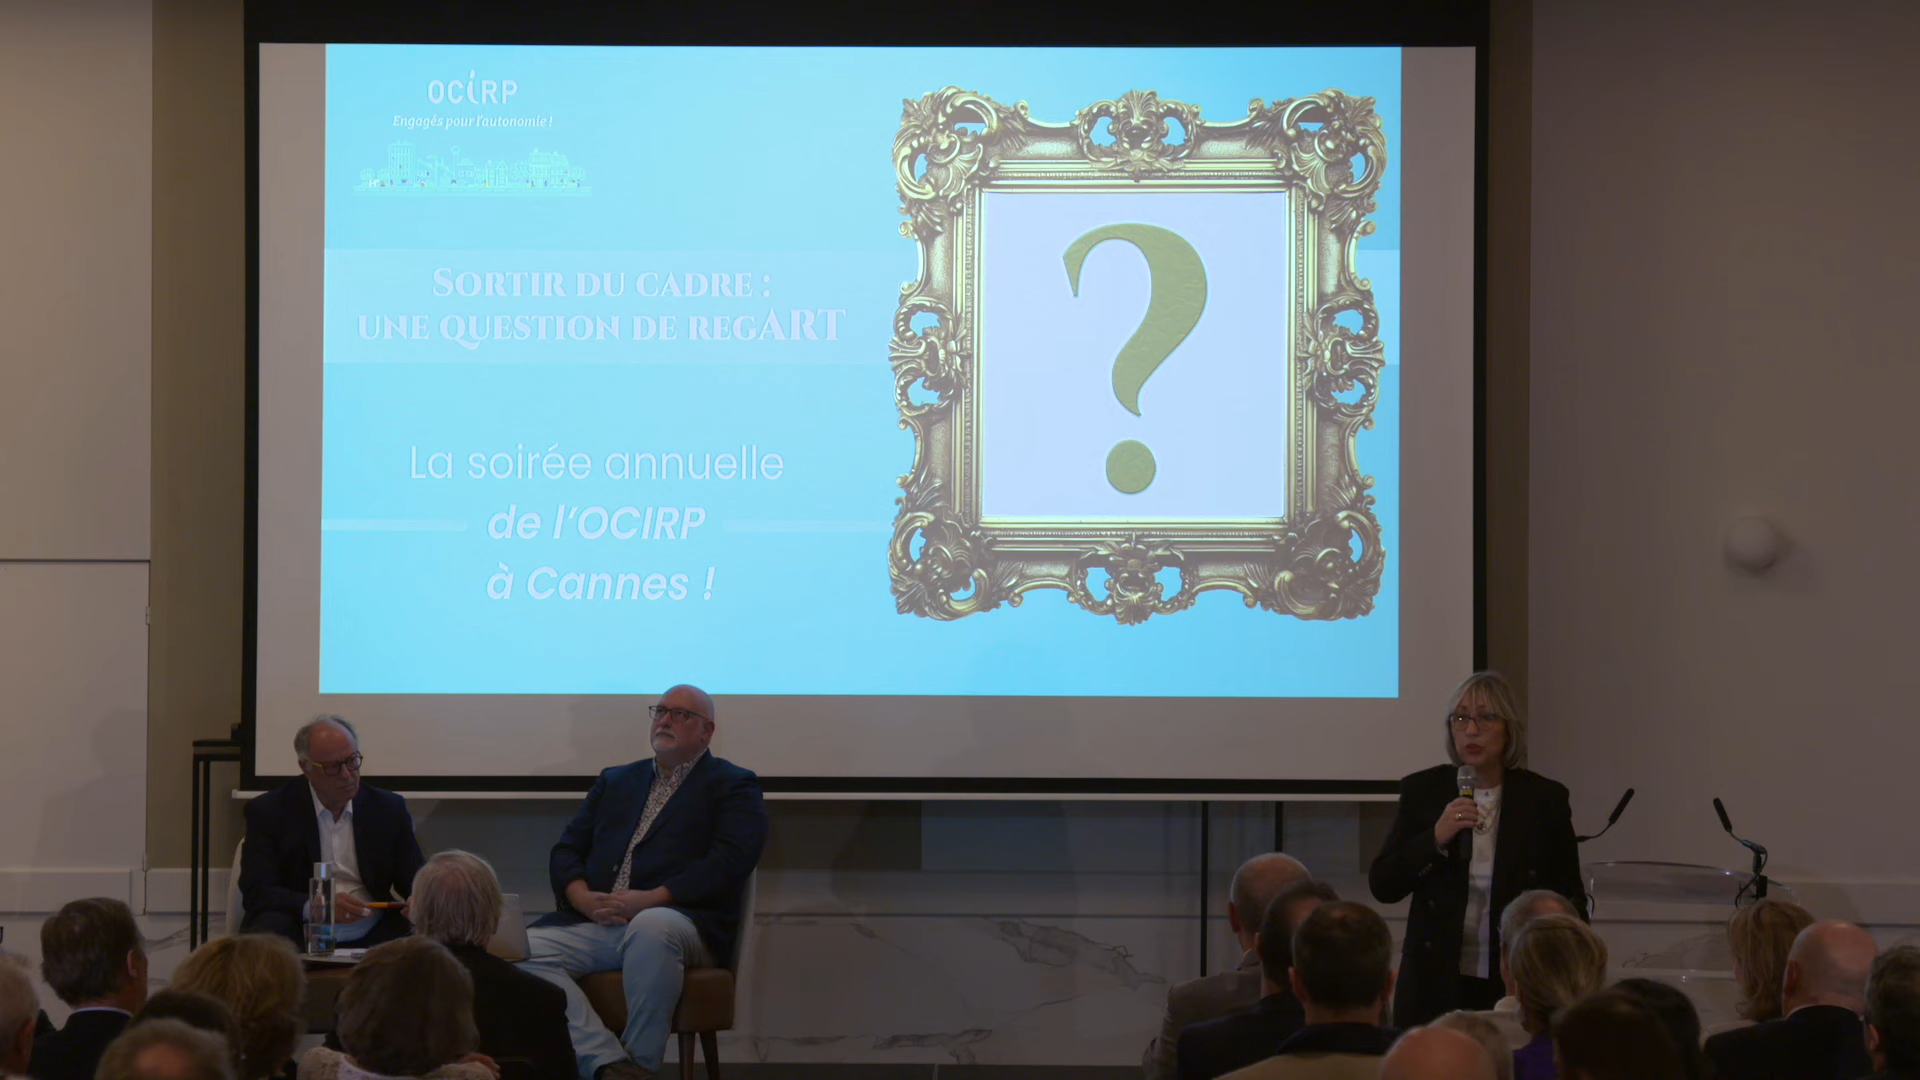 OCiRP
Engagés pour l'autonomie !
SORTIR DU CADRE :
UNE QUESTION DE REGART
La soirée annuelle
de l'OCIRP
à Cannes !
?